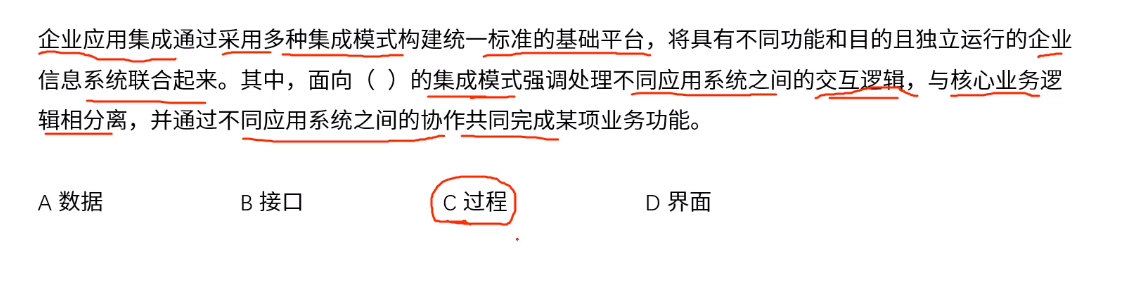 企业应用集成通过采用多种集成模式构建统一标准的基础平台，将具有不同功能和目的且独立运行的企业
信息系统联合起来。其中，面向（ ）的集成模式强调处理不同应用系统之间的交互逻辑，与核心业务逻
辑相分离，并通过不同应用系统之间的协作共同完成某项业务功能。
A 数据 B 接口 C 过程 D 界面